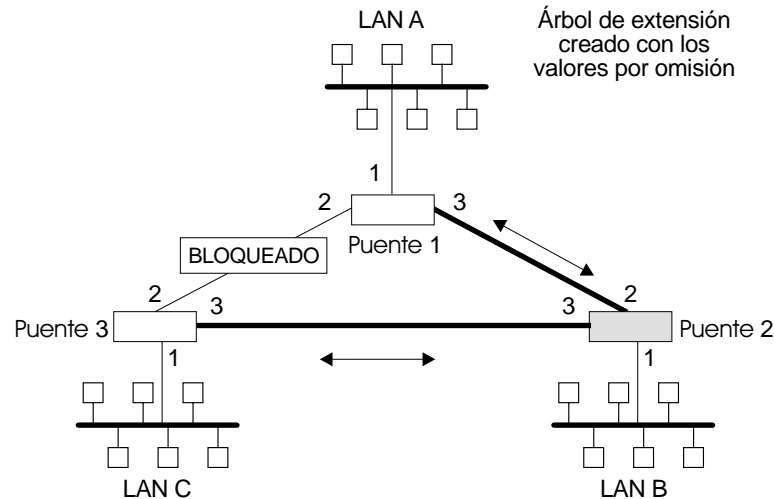 LAN A
Árbol de extensión
creado con los
valores por omisión
1
2
3
Puente 1
BLOQUEADO
2
3
3
2
Puente 3
Puente 2
1
1
LAN C
LAN B